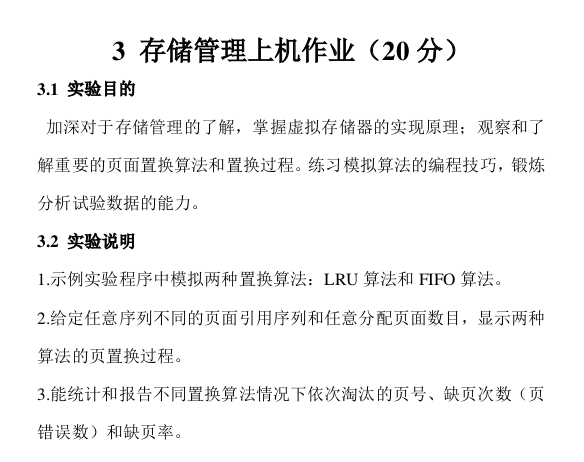 3 存储管理上机作业（20 分）
3.1 实验目的
加深对于存储管理的了解，掌握虚拟存储器的实现原理；观察和了
解重要的页面置换算法和置换过程。练习模拟算法的编程技巧，锻炼
分析试验数据的能力。
3.2 实验说明
1.示例实验程序中模拟两种置换算法：LRU 算法和 FIFO 算法。
2.给定任意序列不同的页面引用序列和任意分配页面数目，显示两种
算法的页置换过程。
3.能统计和报告不同置换算法情况下依次淘汰的页号、缺页次数（页
错误数）和缺页率。